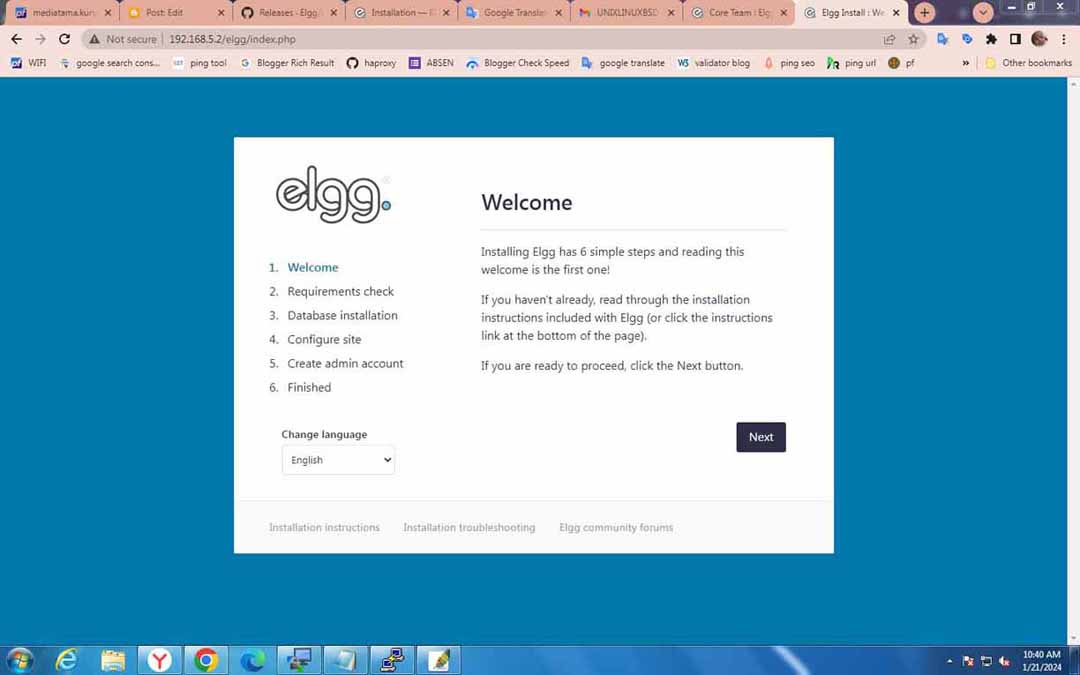 mediatama.kun
Post: Edit
Releases - Elgg/
Installation — El
Google Translat
UNIXLINUXBSD
Core Team | Elgg
Elgg Install : We
Not secure
192.168.5.2/elgg/index.php
WIFI
google search cons...
ping tool
Blogger Rich Result
haproxy
ABSEN
Blogger Check Speed
google translate
W3 validator blog
ping seo
ping url
pf
»
Other bookmarks
elgg.
Welcome
Installing Elgg has 6 simple steps and reading this
welcome is the first one!
If you haven't already, read through the installation
instructions included with Elgg (or click the instructions
link at the bottom of the page).
If you are ready to proceed, click the Next button.
1. Welcome
2. Requirements check
3. Database installation
4. Configure site
5. Create admin account
6. Finished
Change language
English
Next
Installation instructions
Installation troubleshooting
Elgg community forums
10:40 AM
1/21/2024